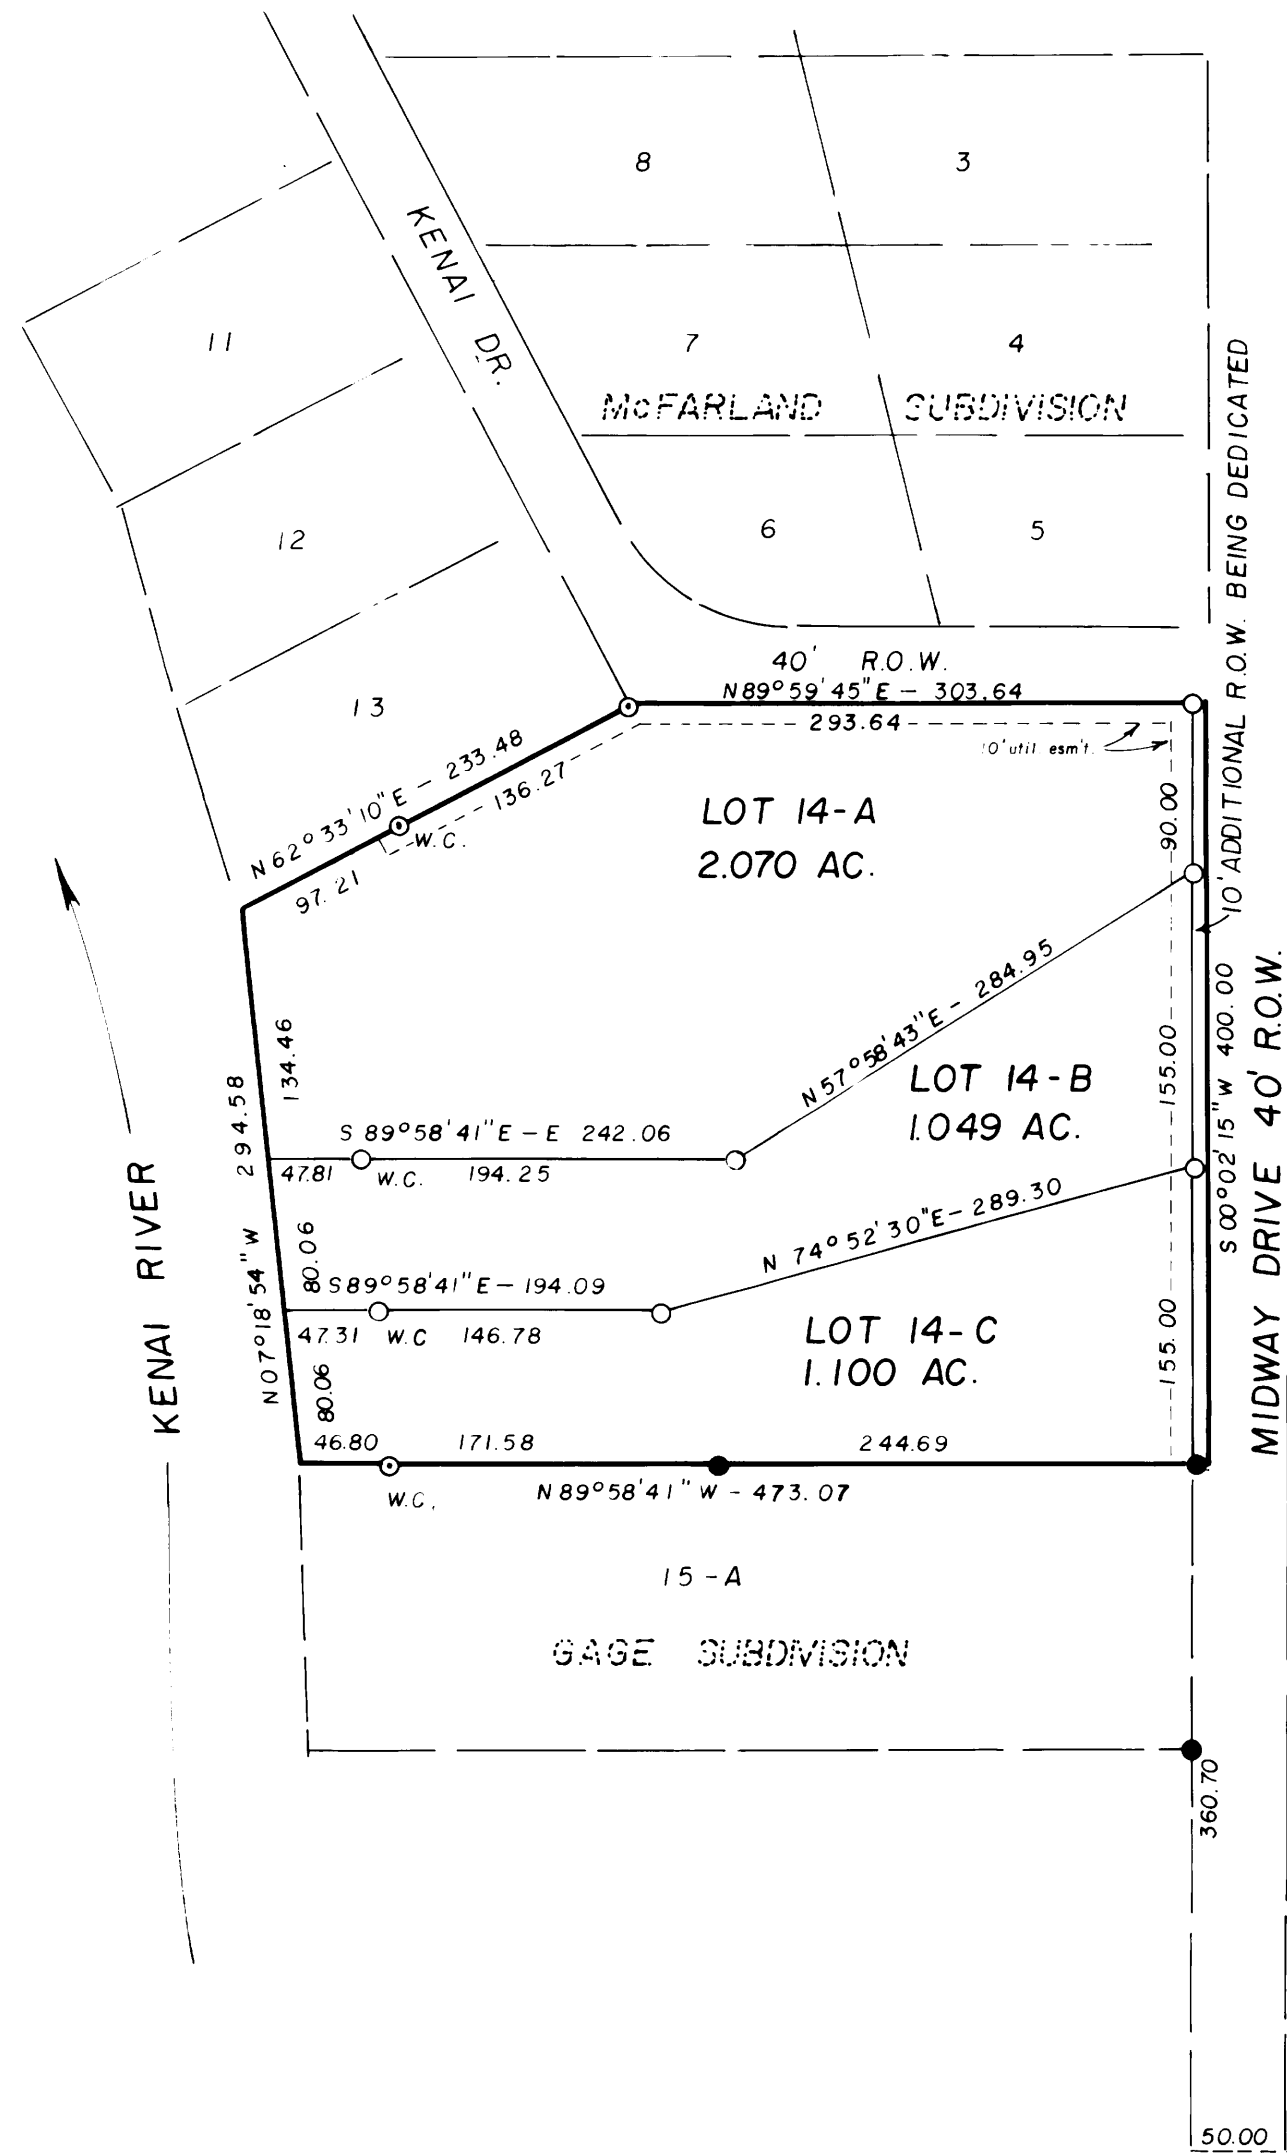 8
3
KENAI DR.
11
7
4
McFARLAND SUBDIVISION
12
6
5
40' R.O.W.
N89°59'45"E – 303.64
293.64
10' util. esm't.
13
N62°33'10"E – 233.48
136.27
W.C.
97.21
LOT 14-A
2.070 AC.
90.00
10' ADDITIONAL R.O.W. BEING DEDICATED
N57°58'43"E – 284.95
134.46
294.58
LOT 14-B
1.049 AC.
155.00
S00°02'15"W 400.00
MIDWAY DRIVE 40' R.O.W.
S 89°58'41"E – E 242.06
47.81 W.C. 194.25
N 74°52'30"E – 289.30
80.06
S89°58'41"E – 194.09
47.31 W.C 146.78
KENAI RIVER
N07°18'54"W
LOT 14-C
1.100 AC.
155.00
80.06
46.80 171.58 244.69
W.C.
N89°58'41"W – 473.07
15-A
GAGE SUBDIVISION
360.70
50.00